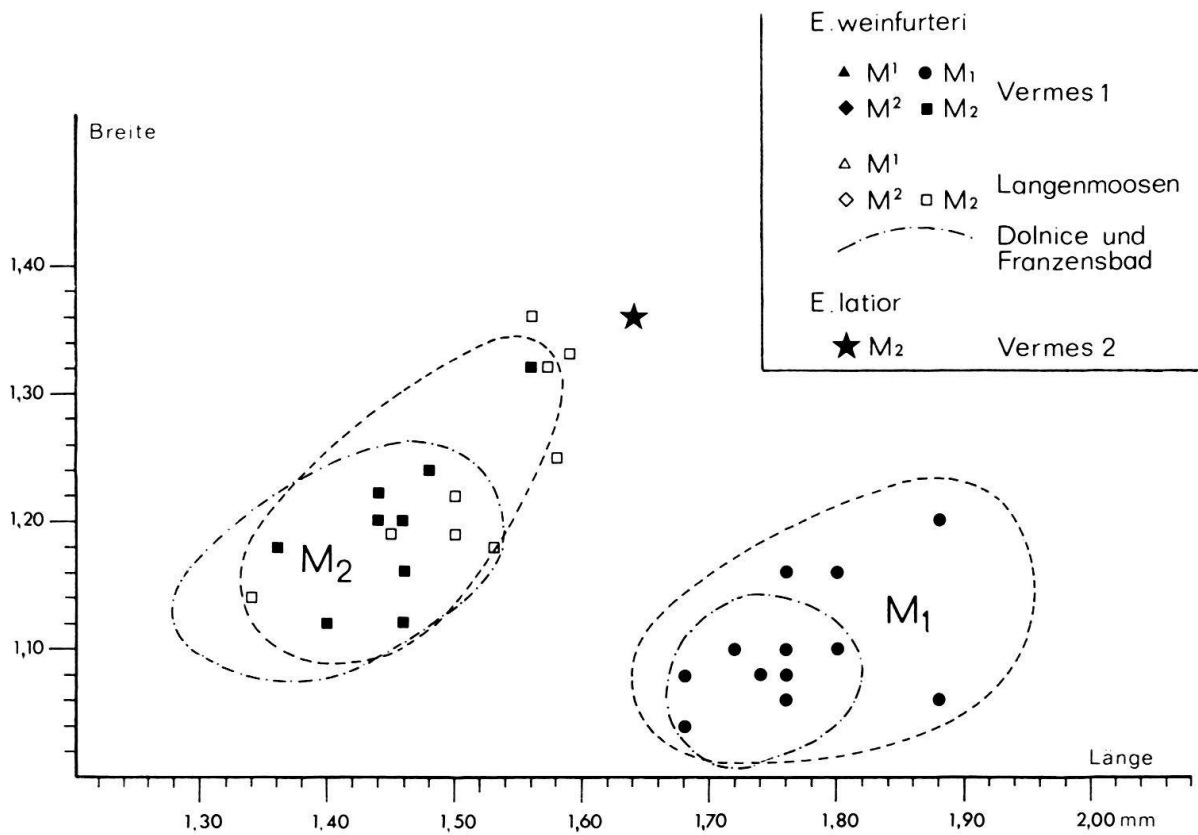 E. weinfurteri
▲ M¹ ● M₁
◆ M² ■ M₂
Vermes 1
△ M¹
◇ M² □ M₂
Langenmoosen
Dolnice und
Franzensbad
E. latior
★ M₂ Vermes 2
Breite
1,40
1,30
1,20
1,10
M₂
M₁
Länge
1,30 1,40 1,50 1,60 1,70 1,80 1,90 2,00 mm